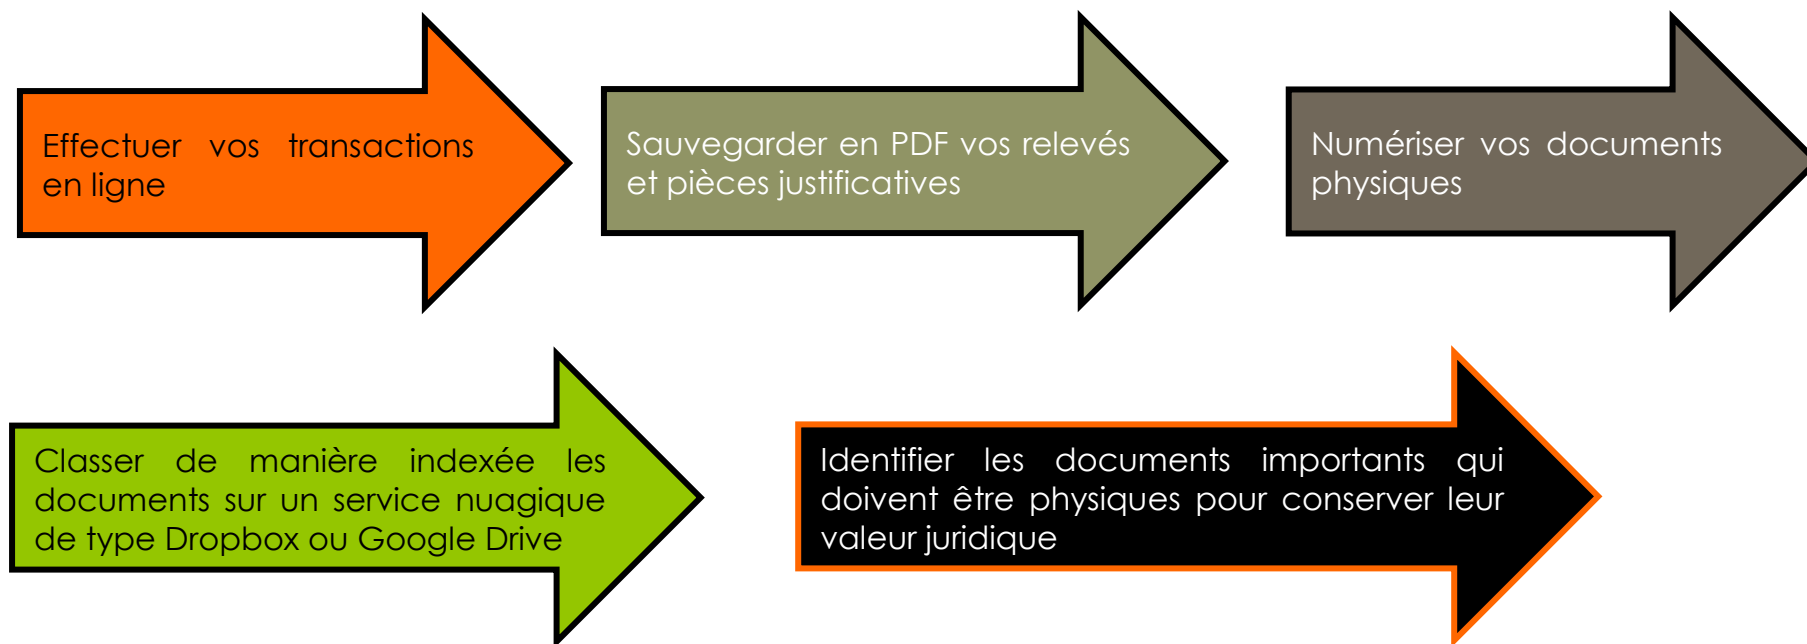 Effectuer vos transactions
en ligne
Sauvegarder en PDF vos relevés
et pièces justificatives
Numériser vos documents
physiques
Classer de manière indexée les
documents sur un service nuagique
de type Dropbox ou Google Drive
Identifier les documents importants qui
doivent être physiques pour conserver leur
valeur juridique